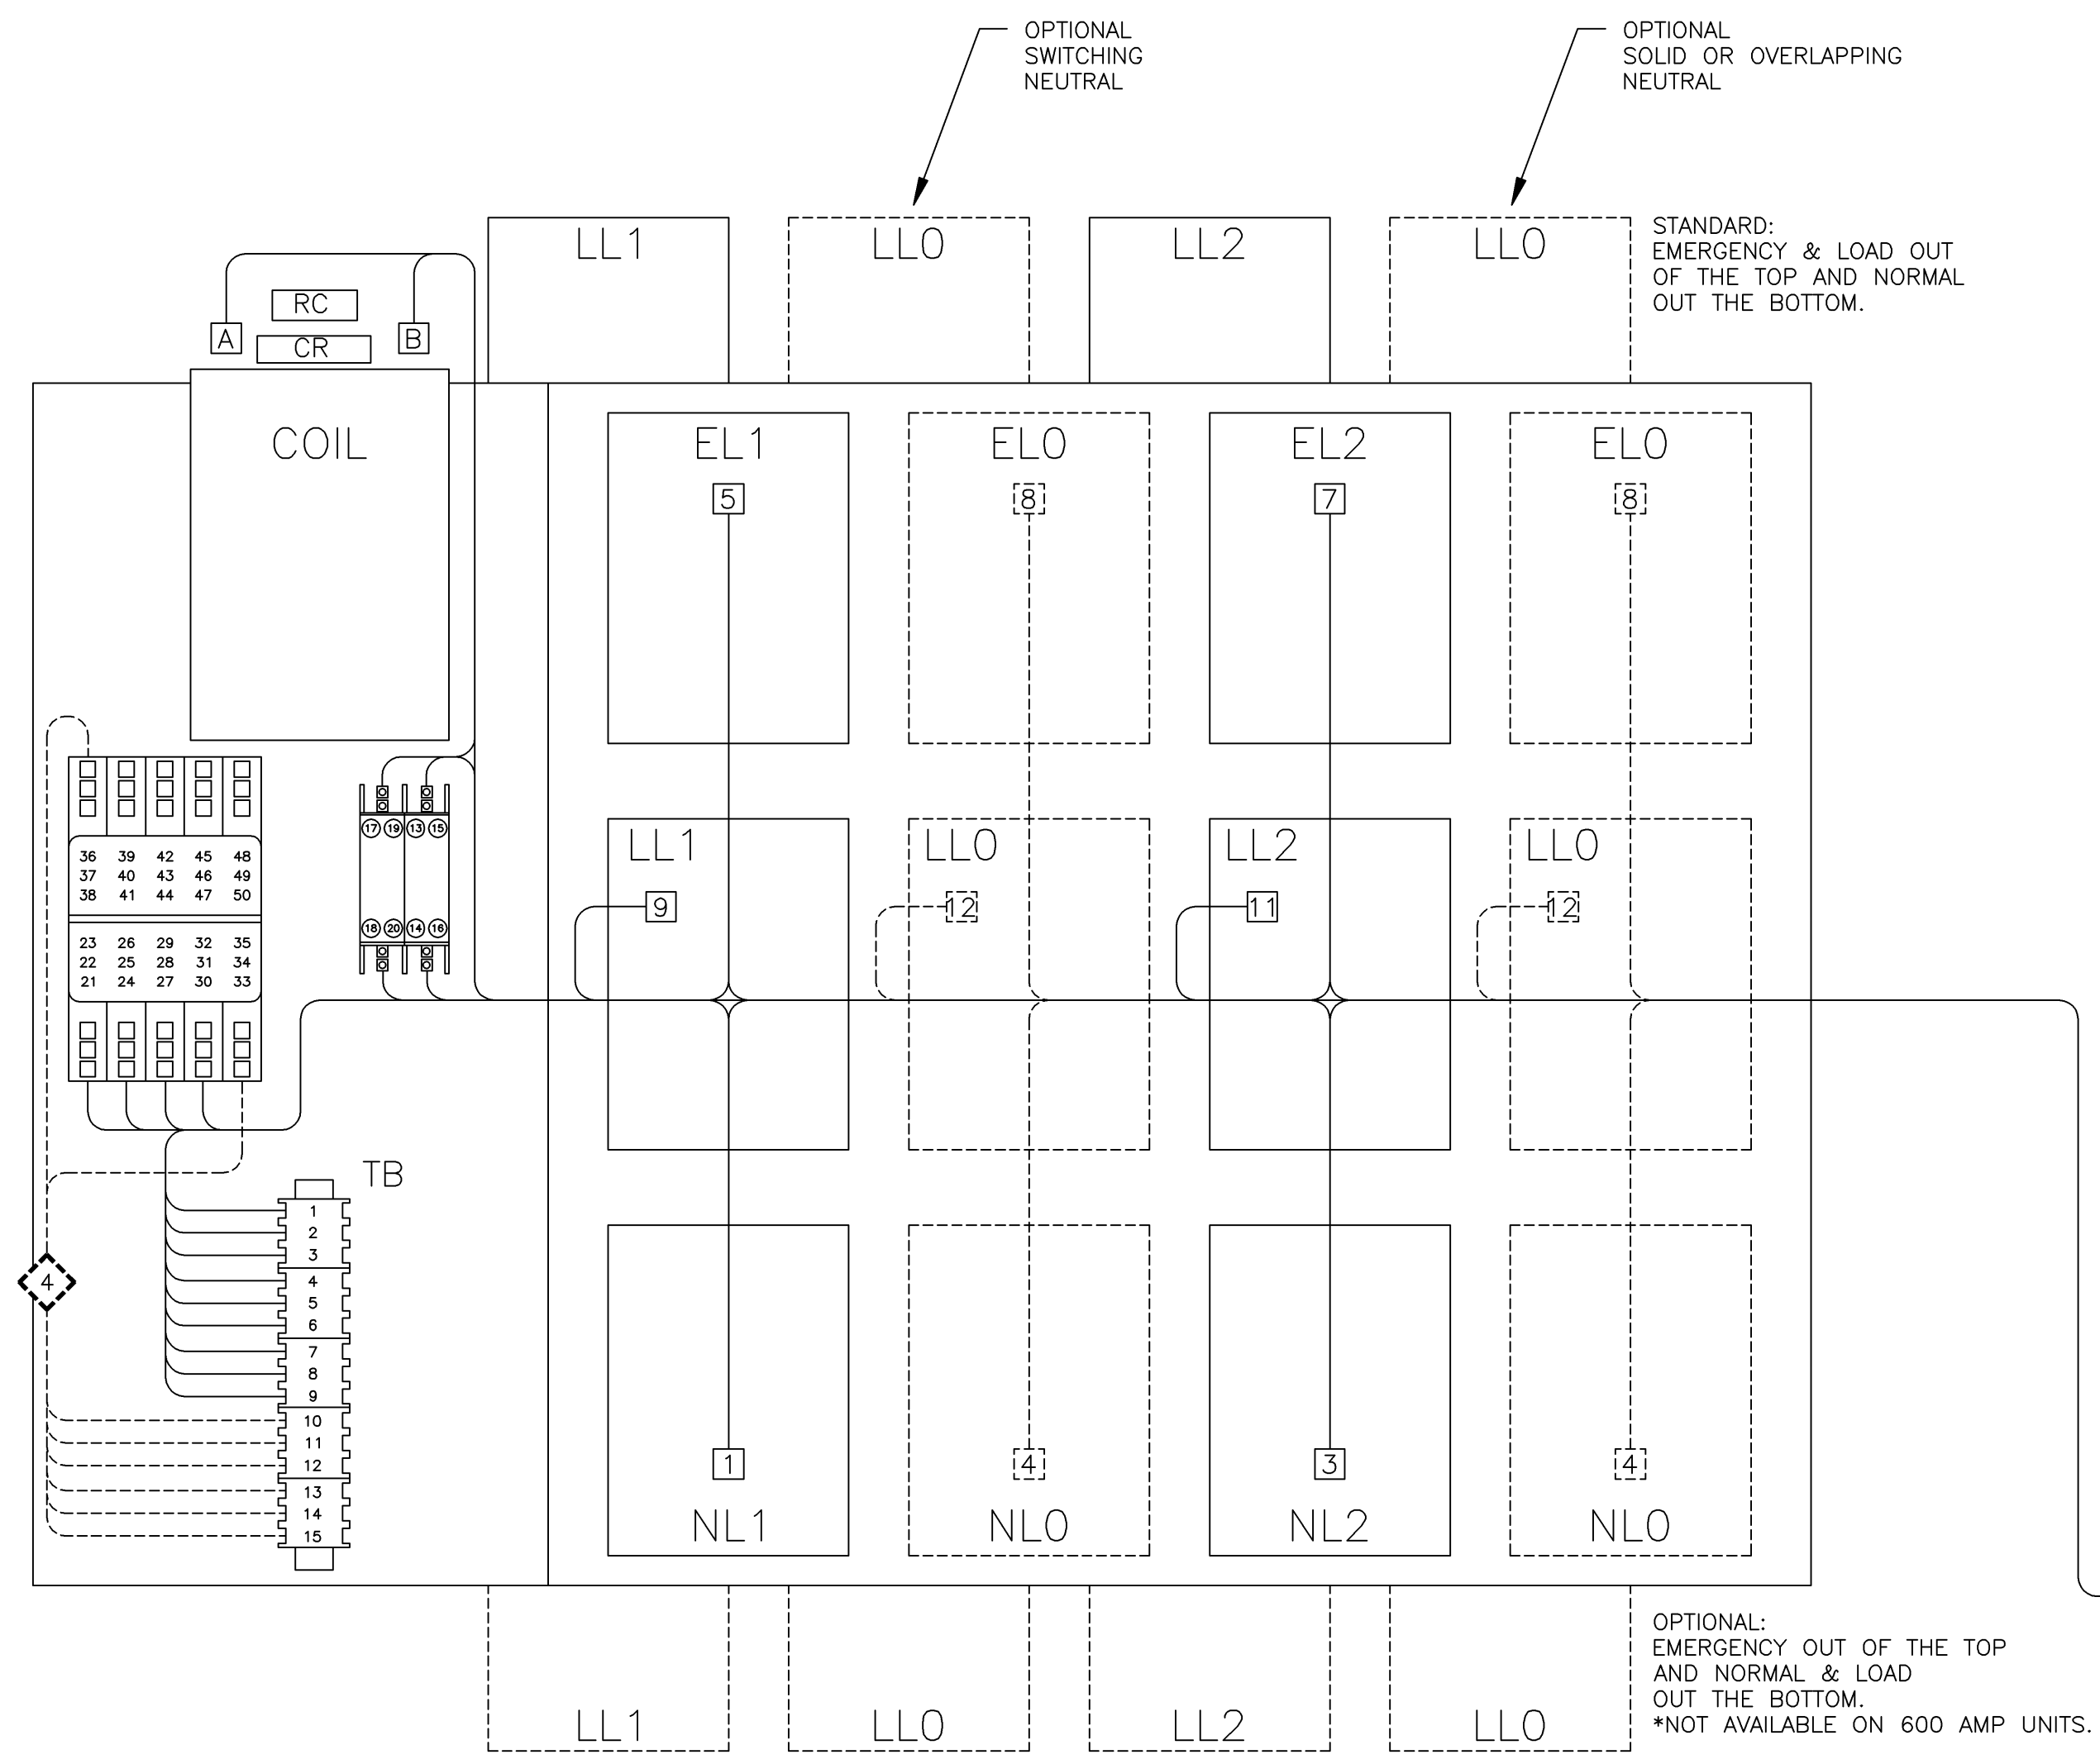 OPTIONAL
SWITCHING
NEUTRAL
OPTIONAL
SOLID OR OVERLAPPING
NEUTRAL
LL1
LL0
LL2
LL0
STANDARD:
EMERGENCY & LOAD OUT
OF THE TOP AND NORMAL
OUT THE BOTTOM.
RC
A
CR
B
COIL
EL1
EL0
EL2
EL0
5
8
7
8
17 19 13 15
36 39 42 45 48
37 40 43 46 49
38 41 44 47 50
18 20 14 16
23 26 29 32 35
22 25 28 31 34
21 24 27 30 33
LL1
LL0
LL2
LL0
9
12
11
12
TB
1
2
3
4
4
5
6
7
8
9
10
11
12
13
14
15
1
4
3
4
NL1
NL0
NL2
NL0
OPTIONAL:
EMERGENCY OUT OF THE TOP
AND NORMAL & LOAD
OUT THE BOTTOM.
*NOT AVAILABLE ON 600 AMP UNITS.
LL1
LL0
LL2
LL0